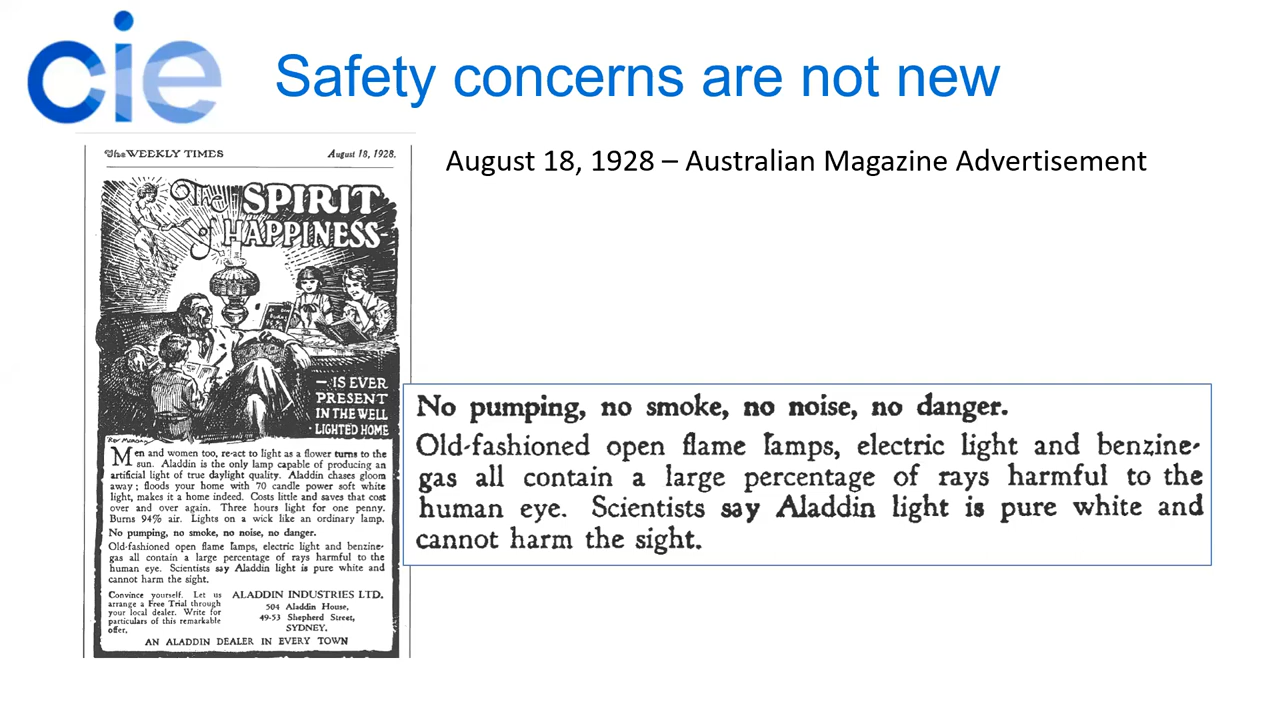 cie
Safety concerns are not new
The WEEKLY TIMES August 18, 1928.
August 18, 1928 – Australian Magazine Advertisement
The SPIRIT
of HAPPINESS
— IS EVER
PRESENT
IN THE WELL
LIGHTED HOME
Men and women too, re-act to light as a flower turns to the
sun. Aladdin is the only lamp capable of producing an
artificial light of true daylight quality. Aladdin chases gloom
away; floods your home with 70 candle power soft white
light, makes it a home indeed. Costs little and saves that cost
over and over again. Three hours light for one penny.
Burns 94% air. Lights on a wick like an ordinary lamp.
No pumping, no smoke, no noise, no danger.
Old-fashioned open flame lamps, electric light and benzine-
gas all contain a large percentage of rays harmful to the
human eye. Scientists say Aladdin light is pure white and
cannot harm the sight.
Convince yourself. Let us
arrange a Free Trial through
your local dealer. Write for
particulars of this remarkable
offer.
ALADDIN INDUSTRIES LTD.
504 Aladdin House,
49-53 Shepherd Street,
SYDNEY.
AN ALADDIN DEALER IN EVERY TOWN
No pumping, no smoke, no noise, no danger.
Old-fashioned open flame lamps, electric light and benzine-
gas all contain a large percentage of rays harmful to the
human eye. Scientists say Aladdin light is pure white and
cannot harm the sight.